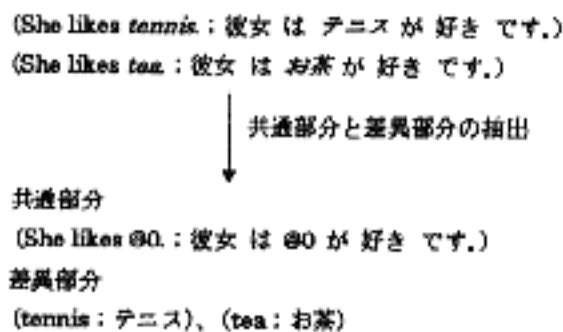 (She likes tennis. ; 彼女 は テニス が 好き です.)
(She likes tea. ; 彼女 は お茶 が 好き です.)
共通部分と差異部分の抽出
共通部分
(She likes @0. ; 彼女 は @0 が 好き です.)
差異部分
(tennis ; テニス)、(tea ; お茶)